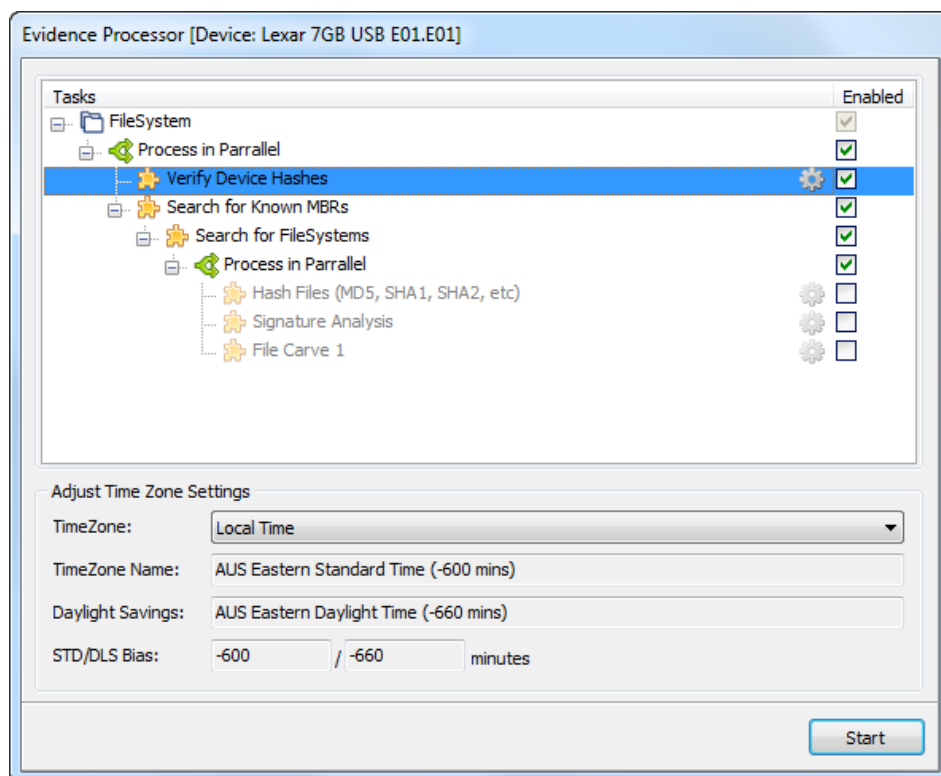 Evidence Processor [Device: Lexar 7GB USB E01.E01]
Tasks Enabled
FileSystem
Process in Parrallel
Verify Device Hashes
Search for Known MBRs
Search for FileSystems
Process in Parrallel
Hash Files (MD5, SHA1, SHA2, etc)
Signature Analysis
File Carve 1
Adjust Time Zone Settings
TimeZone: Local Time
TimeZone Name: AUS Eastern Standard Time (-600 mins)
Daylight Savings: AUS Eastern Daylight Time (-660 mins)
STD/DLS Bias: -600 / -660 minutes
Start